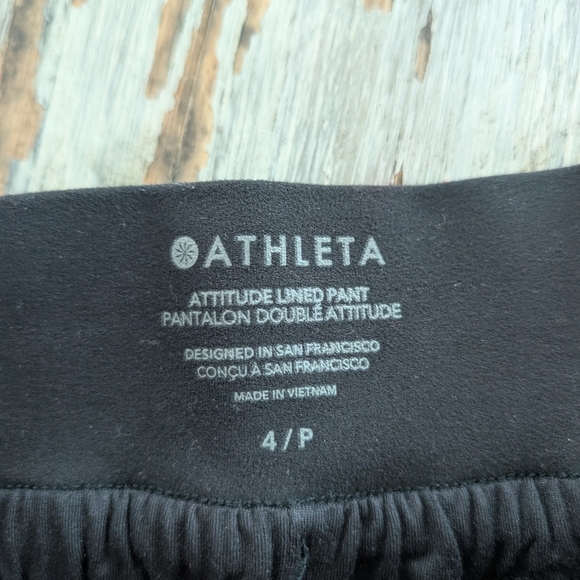 ATHLETA
ATTITUDE LINED PANT
PANTALON DOUBLÉ ATTITUDE
DESIGNED IN SAN FRANCISCO
CONÇU À SAN FRANCISCO
MADE IN VIETNAM
4 / P